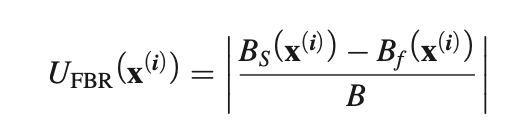 U_FBR(x^(i)) = | (B_S(x^(i)) − B_f(x^(i))) / B |